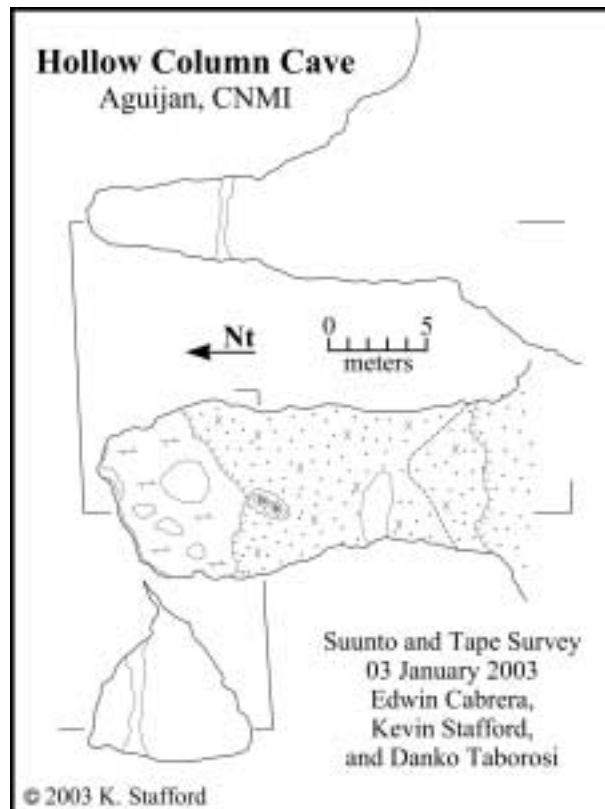 Hollow Column Cave
Aguijan, CNMI
Nt
0 5
meters
Suunto and Tape Survey
03 January 2003
Edwin Cabrera,
Kevin Stafford,
and Danko Taborosi
© 2003 K. Stafford